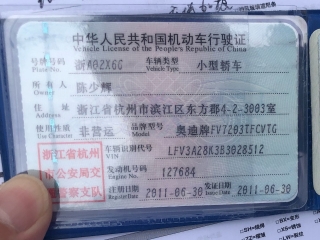 中华人民共和国机动车行驶证
Vehicle License of the People's Republic of China
号牌号码 浙A02X6G 车辆类型 小型轿车
Plate No. Vehicle Type
所有人 陈少辉
Owner
住址 浙江省杭州市滨江区东方郡4-2-3003室
Address
使用性质 非营运 品牌型号 奥迪牌FV7203TFCVTG
Use Character Model
浙江省杭州
市公安局交
通警察支队
车辆识别代号 LFV3A28K3B3028512
VIN
发动机号码 127684
Engine No.
注册日期 2011-06-30 发证日期 2011-06-30
Register Date Issue Date